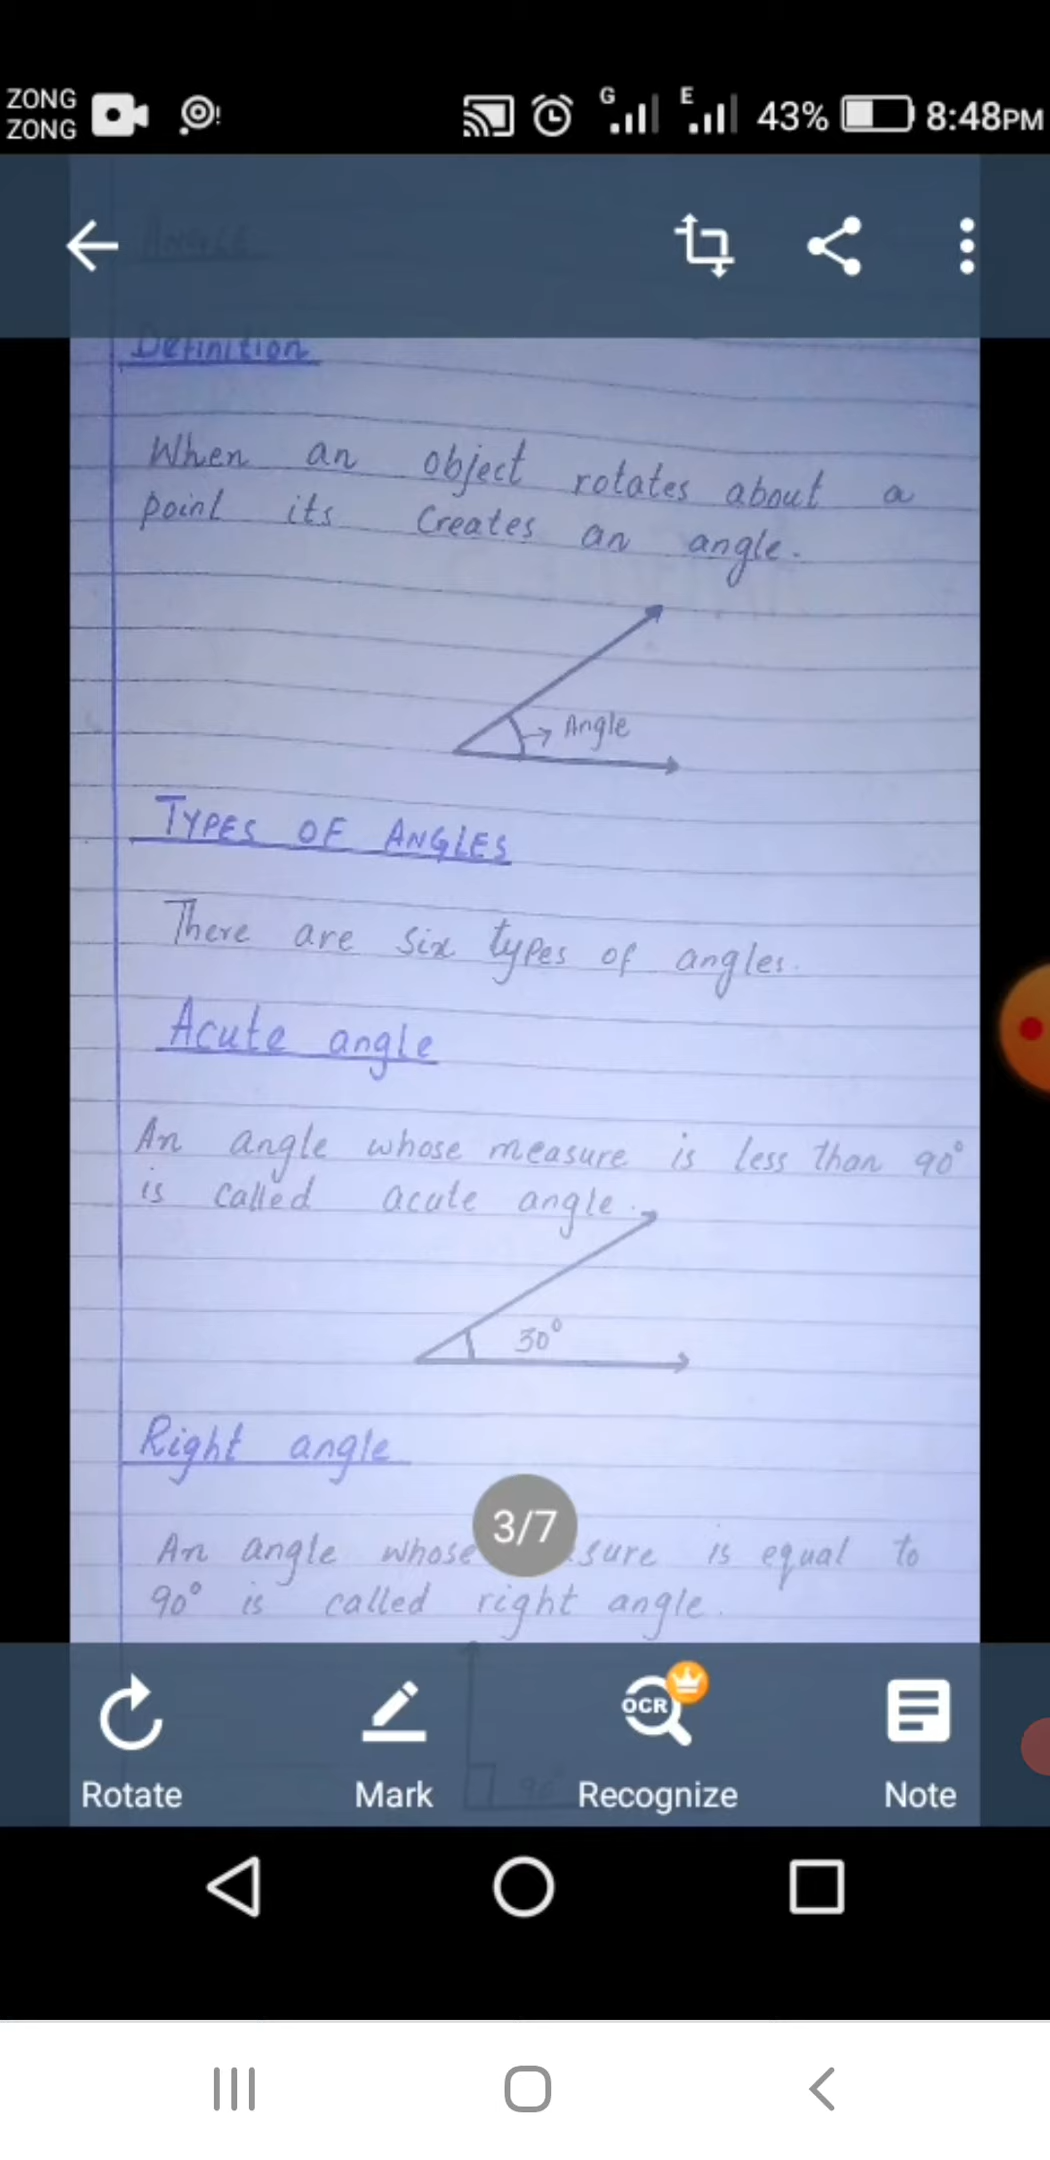 ZONG
ZONG
G
E
43%
8:48PM
ANGLE
Definition
When an object rotates about a
point its Creates an angle.
Angle
TYPES OF ANGLES
There are six types of angles.
Acute angle
An angle whose measure is less than 90°
is called acute angle.
30°
Right angle
3/7
An angle whose sure is equal to
90° is called right angle.
90°
OCR
Rotate
Mark
Recognize
Note